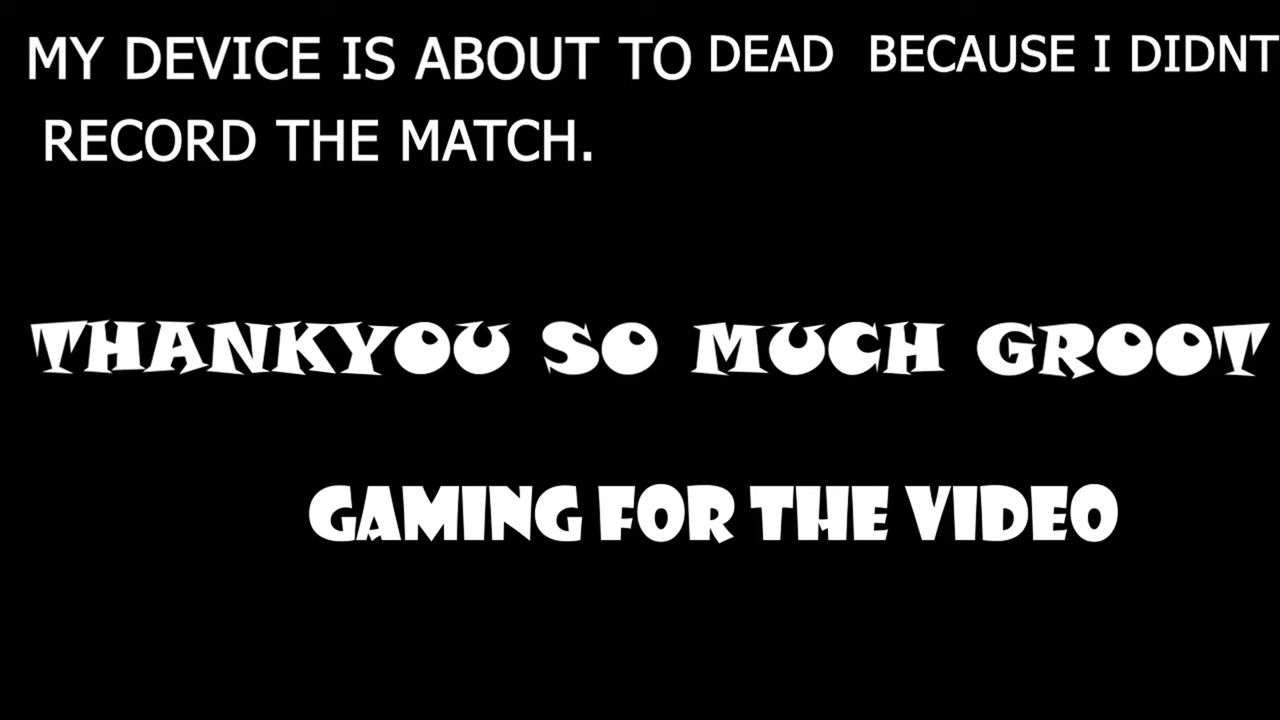 MY DEVICE IS ABOUT TO DEAD BECAUSE I DIDNT
RECORD THE MATCH.
THANKYOU SO MUCH GROOT
GAMING FOR THE VIDEO